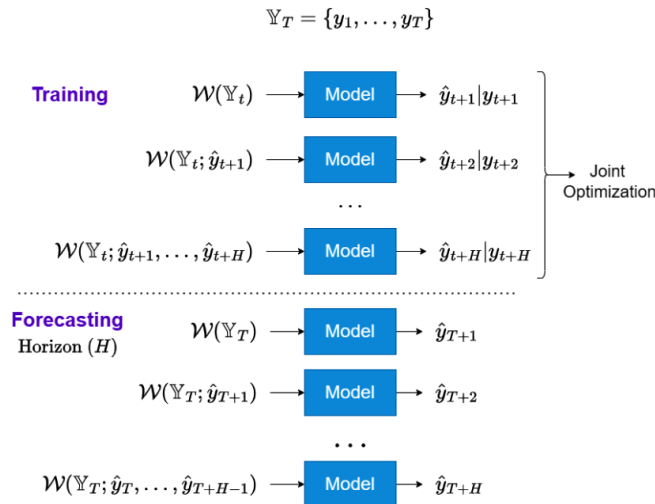 𝕐_T = {y_1, . . . , y_T}
Training
𝒲(𝕐_t) Model ŷ_{t+1}|y_{t+1}
𝒲(𝕐_t; ŷ_{t+1}) Model ŷ_{t+2}|y_{t+2}
. . .
Joint
Optimization
𝒲(𝕐_t; ŷ_{t+1}, . . . , ŷ_{t+H}) Model ŷ_{t+H}|y_{t+H}
Forecasting
Horizon (H)
𝒲(𝕐_T) Model ŷ_{T+1}
𝒲(𝕐_T; ŷ_{T+1}) Model ŷ_{T+2}
. . .
𝒲(𝕐_T; ŷ_T, . . . , ŷ_{T+H−1}) Model ŷ_{T+H}